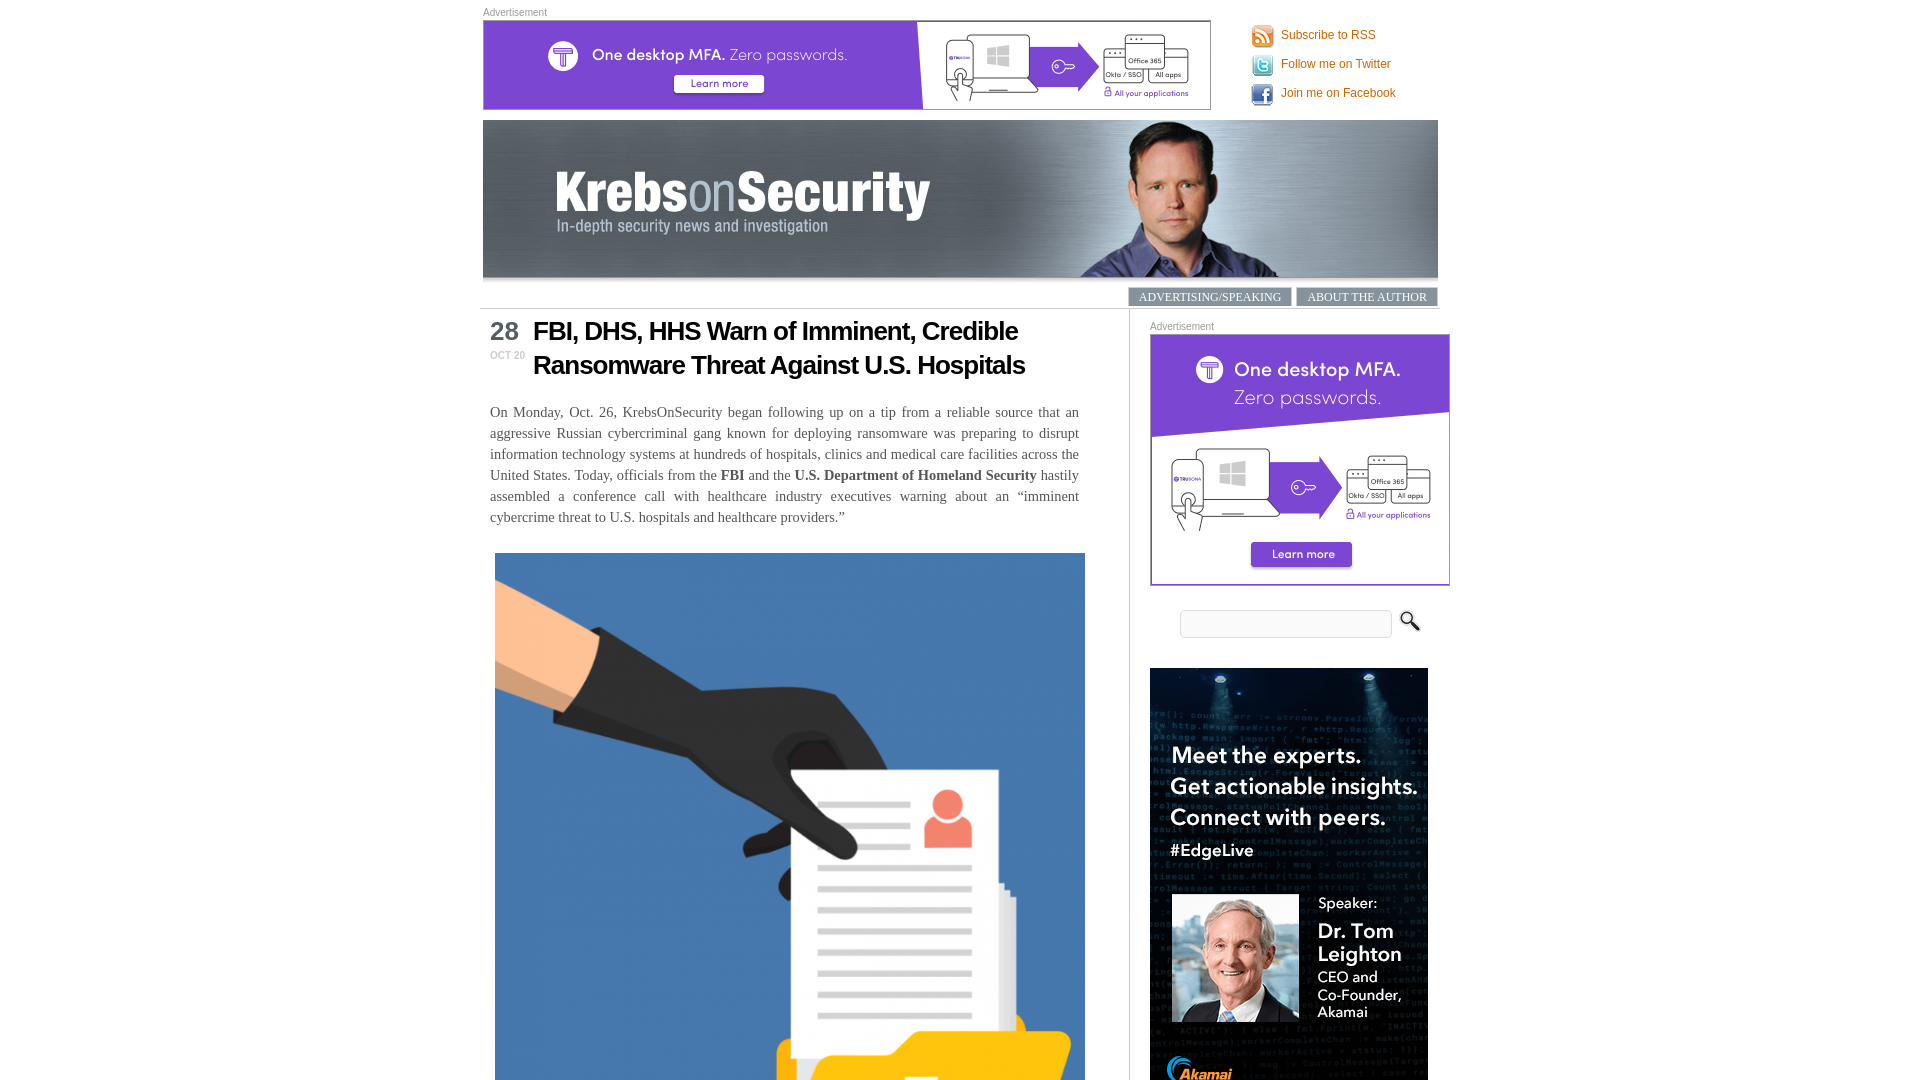 Advertisement
One desktop MFA. Zero passwords.
Learn more
TRUSONA
Office 365
Okta / SSO
All apps
All your applications
Subscribe to RSS
Follow me on Twitter
Join me on Facebook
KrebsonSecurity
In-depth security news and investigation
ADVERTISING/SPEAKING
ABOUT THE AUTHOR
28
OCT 20
FBI, DHS, HHS Warn of Imminent, Credible
Ransomware Threat Against U.S. Hospitals
On Monday, Oct. 26, KrebsOnSecurity began following up on a tip from a reliable source that an
aggressive Russian cybercriminal gang known for deploying ransomware was preparing to disrupt
information technology systems at hundreds of hospitals, clinics and medical care facilities across the
United States. Today, officials from the FBI and the U.S. Department of Homeland Security hastily
assembled a conference call with healthcare industry executives warning about an “imminent
cybercrime threat to U.S. hospitals and healthcare providers.”
Advertisement
One desktop MFA.
Zero passwords.
TRUSONA
Office 365
Okta / SSO
All apps
All your applications
Learn more
Meet the experts.
Get actionable insights.
Connect with peers.
#EdgeLive
Speaker:
Dr. Tom
Leighton
CEO and
Co-Founder,
Akamai
Akamai